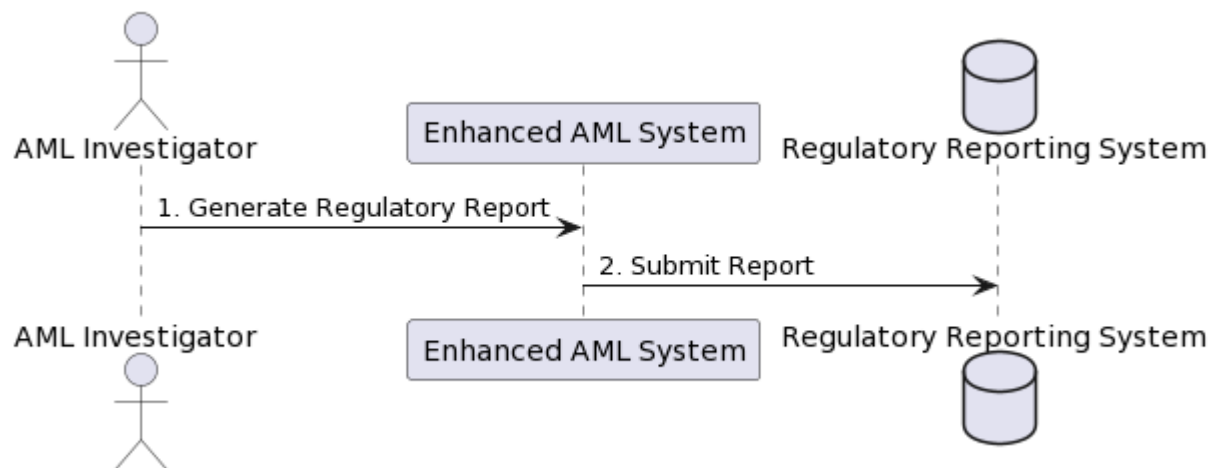 AML Investigator
Enhanced AML System
Regulatory Reporting System
1. Generate Regulatory Report
2. Submit Report
AML Investigator
Enhanced AML System
Regulatory Reporting System